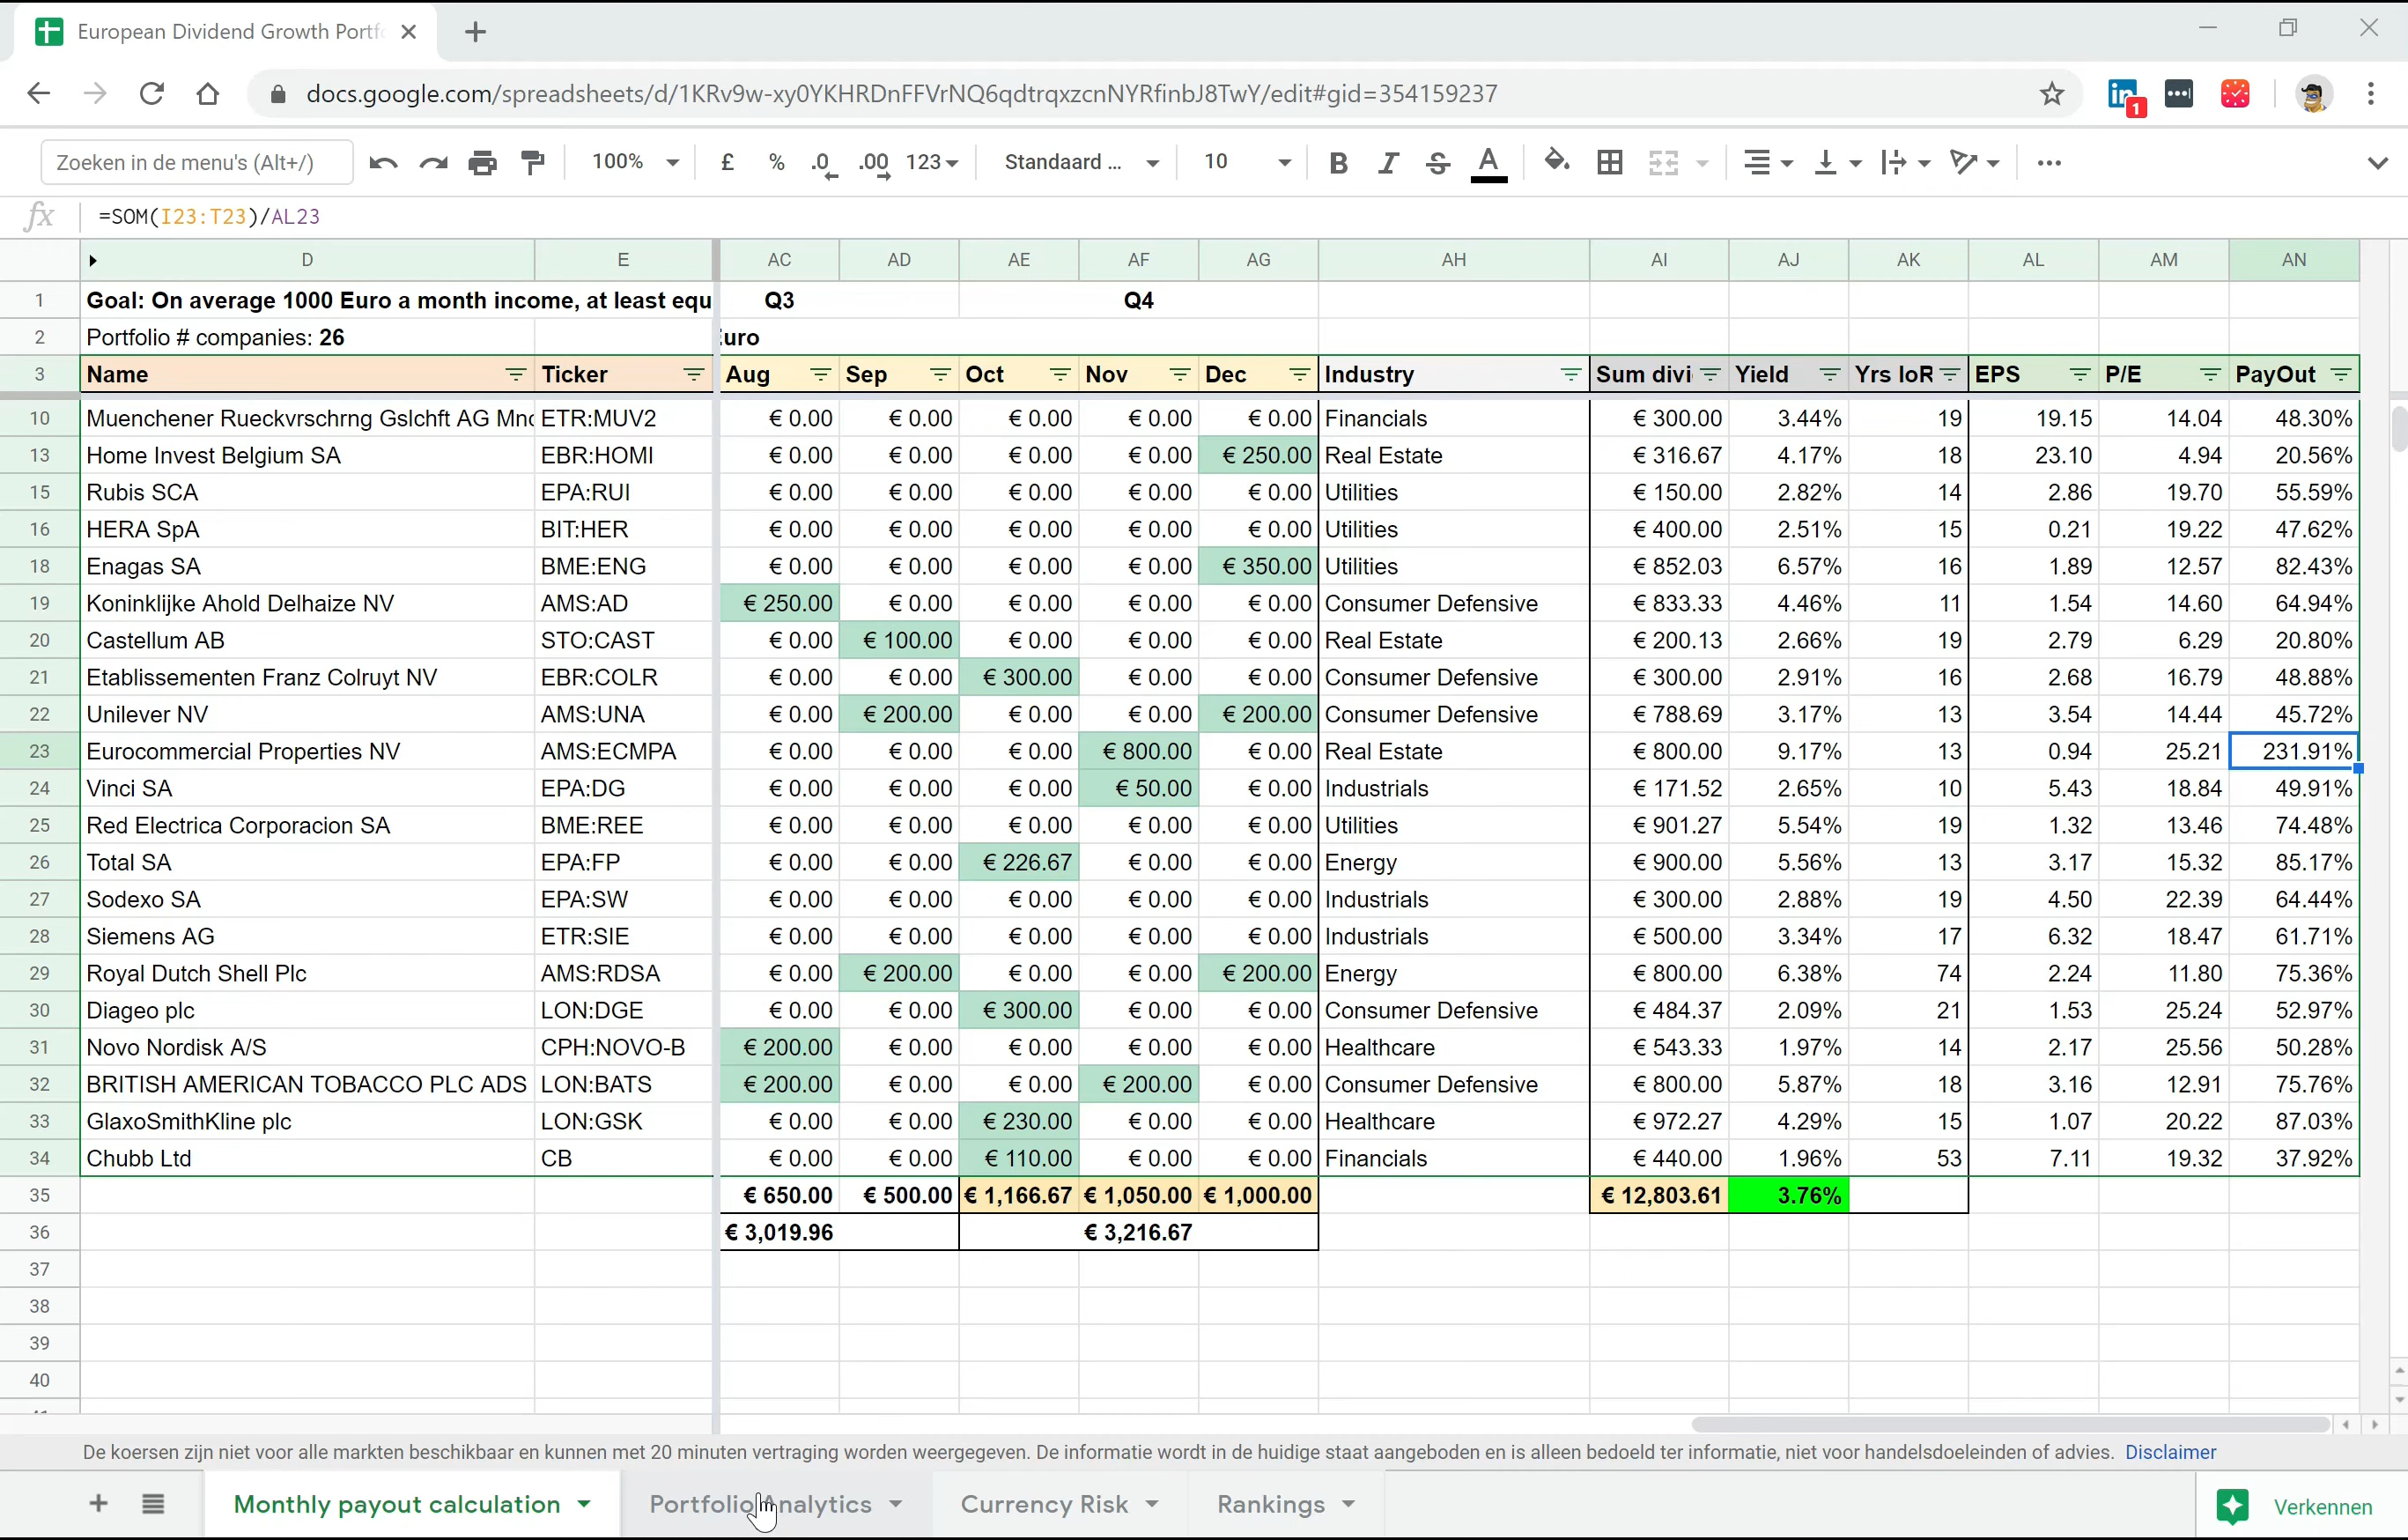 European Dividend Growth Portf
docs.google.com/spreadsheets/d/1KRv9w-xy0YKHRDnFFVrNQ6qdtrqxzcnNYRfinbJ8TwY/edit#gid=354159237
1
Zoeken in de menu's (Alt+/) 100% £ % .0 .00 123 Standaard ... 10 B I S A
fx =SOM(I23:T23)/AL23
D E AC AD AE AF AG AH AI AJ AK AL AM AN
1 Goal: On average 1000 Euro a month income, at least equ Q3 Q4
2 Portfolio # companies: 26 Euro
3 Name Ticker Aug Sep Oct Nov Dec Industry Sum divi Yield Yrs IoR EPS P/E PayOut
10 Muenchener Rueckvrschrng Gslchft AG Mnc ETR:MUV2 € 0.00 € 0.00 € 0.00 € 0.00 € 0.00 Financials € 300.00 3.44% 19 19.15 14.04 48.30%
13 Home Invest Belgium SA EBR:HOMI € 0.00 € 0.00 € 0.00 € 0.00 € 250.00 Real Estate € 316.67 4.17% 18 23.10 4.94 20.56%
15 Rubis SCA EPA:RUI € 0.00 € 0.00 € 0.00 € 0.00 € 0.00 Utilities € 150.00 2.82% 14 2.86 19.70 55.59%
16 HERA SpA BIT:HER € 0.00 € 0.00 € 0.00 € 0.00 € 0.00 Utilities € 400.00 2.51% 15 0.21 19.22 47.62%
18 Enagas SA BME:ENG € 0.00 € 0.00 € 0.00 € 0.00 € 350.00 Utilities € 852.03 6.57% 16 1.89 12.57 82.43%
19 Koninklijke Ahold Delhaize NV AMS:AD € 250.00 € 0.00 € 0.00 € 0.00 € 0.00 Consumer Defensive € 833.33 4.46% 11 1.54 14.60 64.94%
20 Castellum AB STO:CAST € 0.00 € 100.00 € 0.00 € 0.00 € 0.00 Real Estate € 200.13 2.66% 19 2.79 6.29 20.80%
21 Etablissementen Franz Colruyt NV EBR:COLR € 0.00 € 0.00 € 300.00 € 0.00 € 0.00 Consumer Defensive € 300.00 2.91% 16 2.68 16.79 48.88%
22 Unilever NV AMS:UNA € 0.00 € 200.00 € 0.00 € 0.00 € 200.00 Consumer Defensive € 788.69 3.17% 13 3.54 14.44 45.72%
23 Eurocommercial Properties NV AMS:ECMPA € 0.00 € 0.00 € 0.00 € 800.00 € 0.00 Real Estate € 800.00 9.17% 13 0.94 25.21 231.91%
24 Vinci SA EPA:DG € 0.00 € 0.00 € 0.00 € 50.00 € 0.00 Industrials € 171.52 2.65% 10 5.43 18.84 49.91%
25 Red Electrica Corporacion SA BME:REE € 0.00 € 0.00 € 0.00 € 0.00 € 0.00 Utilities € 901.27 5.54% 19 1.32 13.46 74.48%
26 Total SA EPA:FP € 0.00 € 0.00 € 226.67 € 0.00 € 0.00 Energy € 900.00 5.56% 13 3.17 15.32 85.17%
27 Sodexo SA EPA:SW € 0.00 € 0.00 € 0.00 € 0.00 € 0.00 Industrials € 300.00 2.88% 19 4.50 22.39 64.44%
28 Siemens AG ETR:SIE € 0.00 € 0.00 € 0.00 € 0.00 € 0.00 Industrials € 500.00 3.34% 17 6.32 18.47 61.71%
29 Royal Dutch Shell Plc AMS:RDSA € 0.00 € 200.00 € 0.00 € 0.00 € 200.00 Energy € 800.00 6.38% 74 2.24 11.80 75.36%
30 Diageo plc LON:DGE € 0.00 € 0.00 € 300.00 € 0.00 € 0.00 Consumer Defensive € 484.37 2.09% 21 1.53 25.24 52.97%
31 Novo Nordisk A/S CPH:NOVO-B € 200.00 € 0.00 € 0.00 € 0.00 € 0.00 Healthcare € 543.33 1.97% 14 2.17 25.56 50.28%
32 BRITISH AMERICAN TOBACCO PLC ADS LON:BATS € 200.00 € 0.00 € 0.00 € 200.00 € 0.00 Consumer Defensive € 800.00 5.87% 18 3.16 12.91 75.76%
33 GlaxoSmithKline plc LON:GSK € 0.00 € 0.00 € 230.00 € 0.00 € 0.00 Healthcare € 972.27 4.29% 15 1.07 20.22 87.03%
34 Chubb Ltd CB € 0.00 € 0.00 € 110.00 € 0.00 € 0.00 Financials € 440.00 1.96% 53 7.11 19.32 37.92%
35 € 650.00 € 500.00 € 1,166.67 € 1,050.00 € 1,000.00 € 12,803.61 3.76%
36 € 3,019.96 € 3,216.67
37
38
39
40
De koersen zijn niet voor alle markten beschikbaar en kunnen met 20 minuten vertraging worden weergegeven. De informatie wordt in de huidige staat aangeboden en is alleen bedoeld ter informatie, niet voor handelsdoeleinden of advies. Disclaimer
Monthly payout calculation Portfolio Analytics Currency Risk Rankings Verkennen